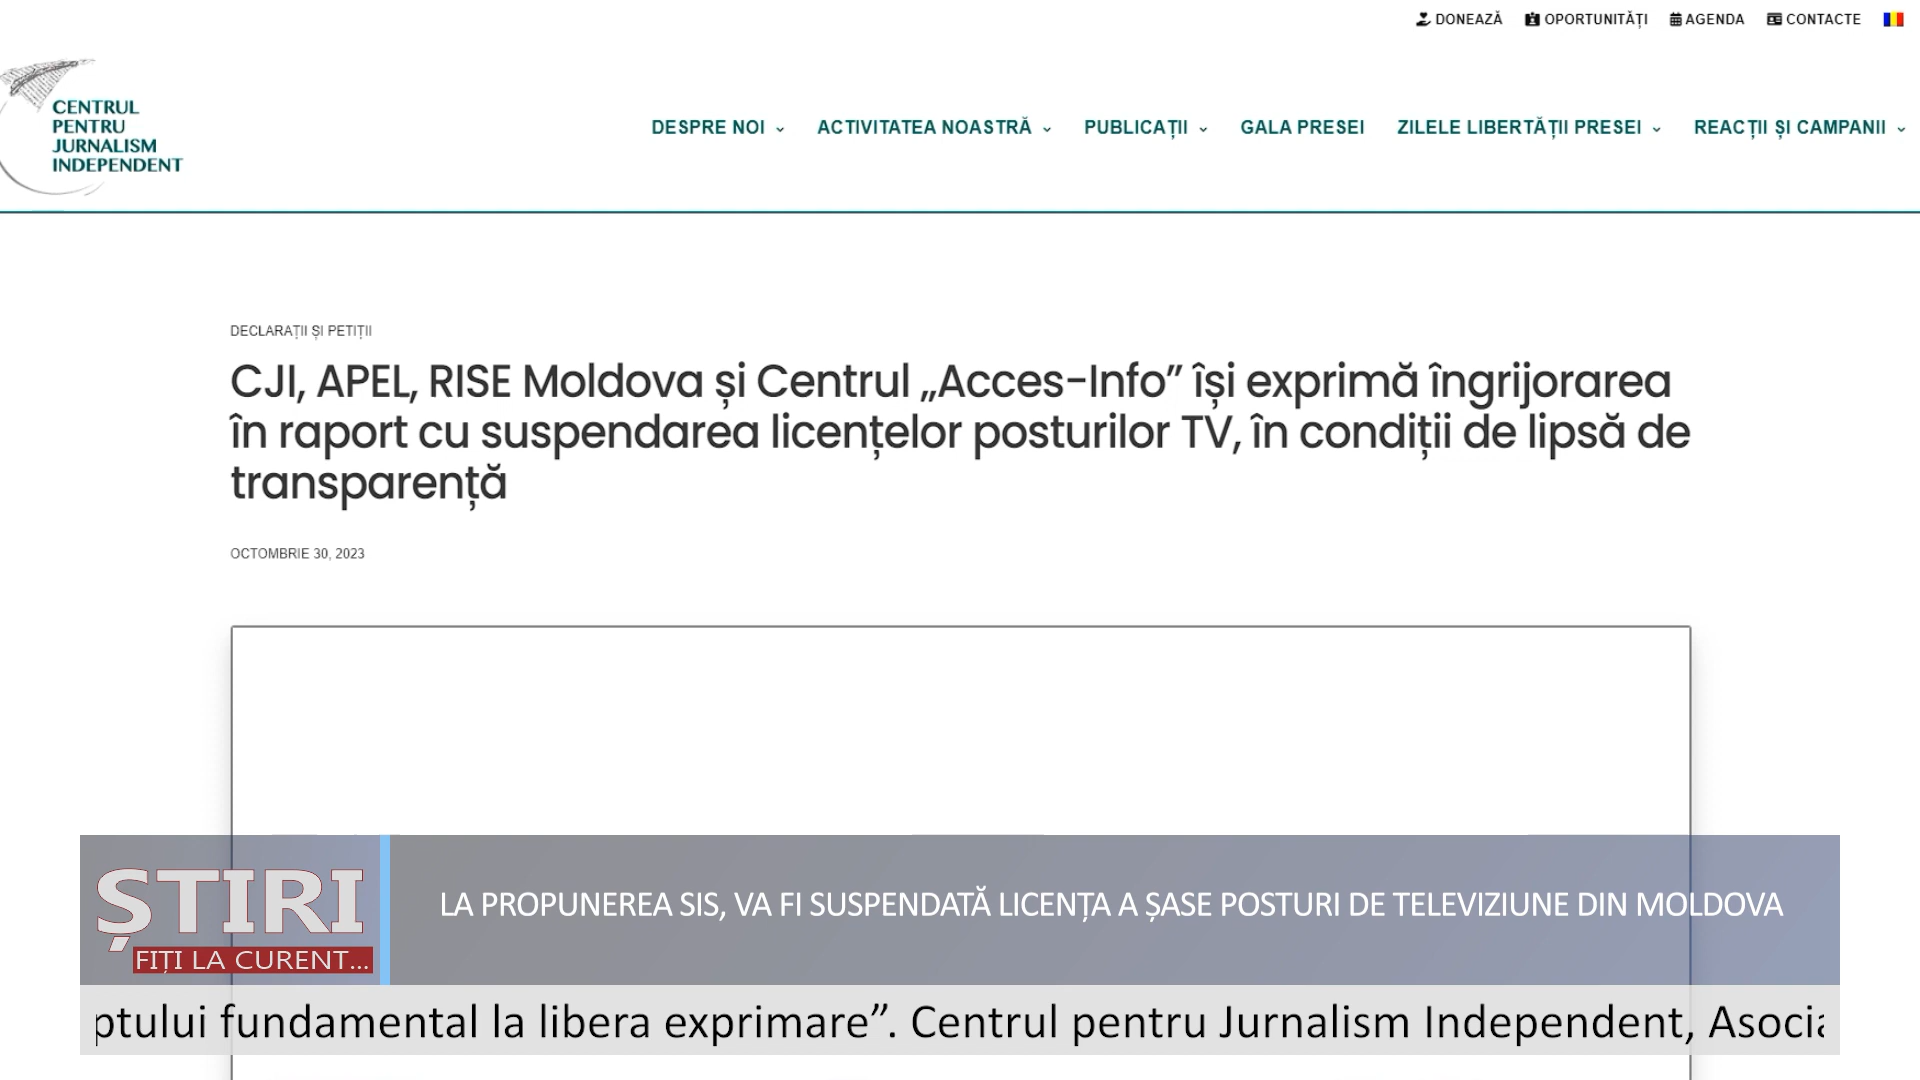 DONEAZĂ OPORTUNITĂȚI AGENDA CONTACTE
CENTRUL
PENTRU
JURNALISM
INDEPENDENT
DESPRE NOI ACTIVITATEA NOASTRĂ PUBLICAȚII GALA PRESEI ZILELE LIBERTĂȚII PRESEI REACȚII ȘI CAMPANII
DECLARAȚII ȘI PETIȚII
CJI, APEL, RISE Moldova și Centrul „Acces-Info” își exprimă îngrijorarea
în raport cu suspendarea licențelor posturilor TV, în condiții de lipsă de
transparență
OCTOMBRIE 30, 2023
ȘTIRI
FIȚI LA CURENT...
LA PROPUNEREA SIS, VA FI SUSPENDATĂ LICENȚA A ȘASE POSTURI DE TELEVIZIUNE DIN MOLDOVA
ptului fundamental la libera exprimare”. Centrul pentru Jurnalism Independent, Asocia